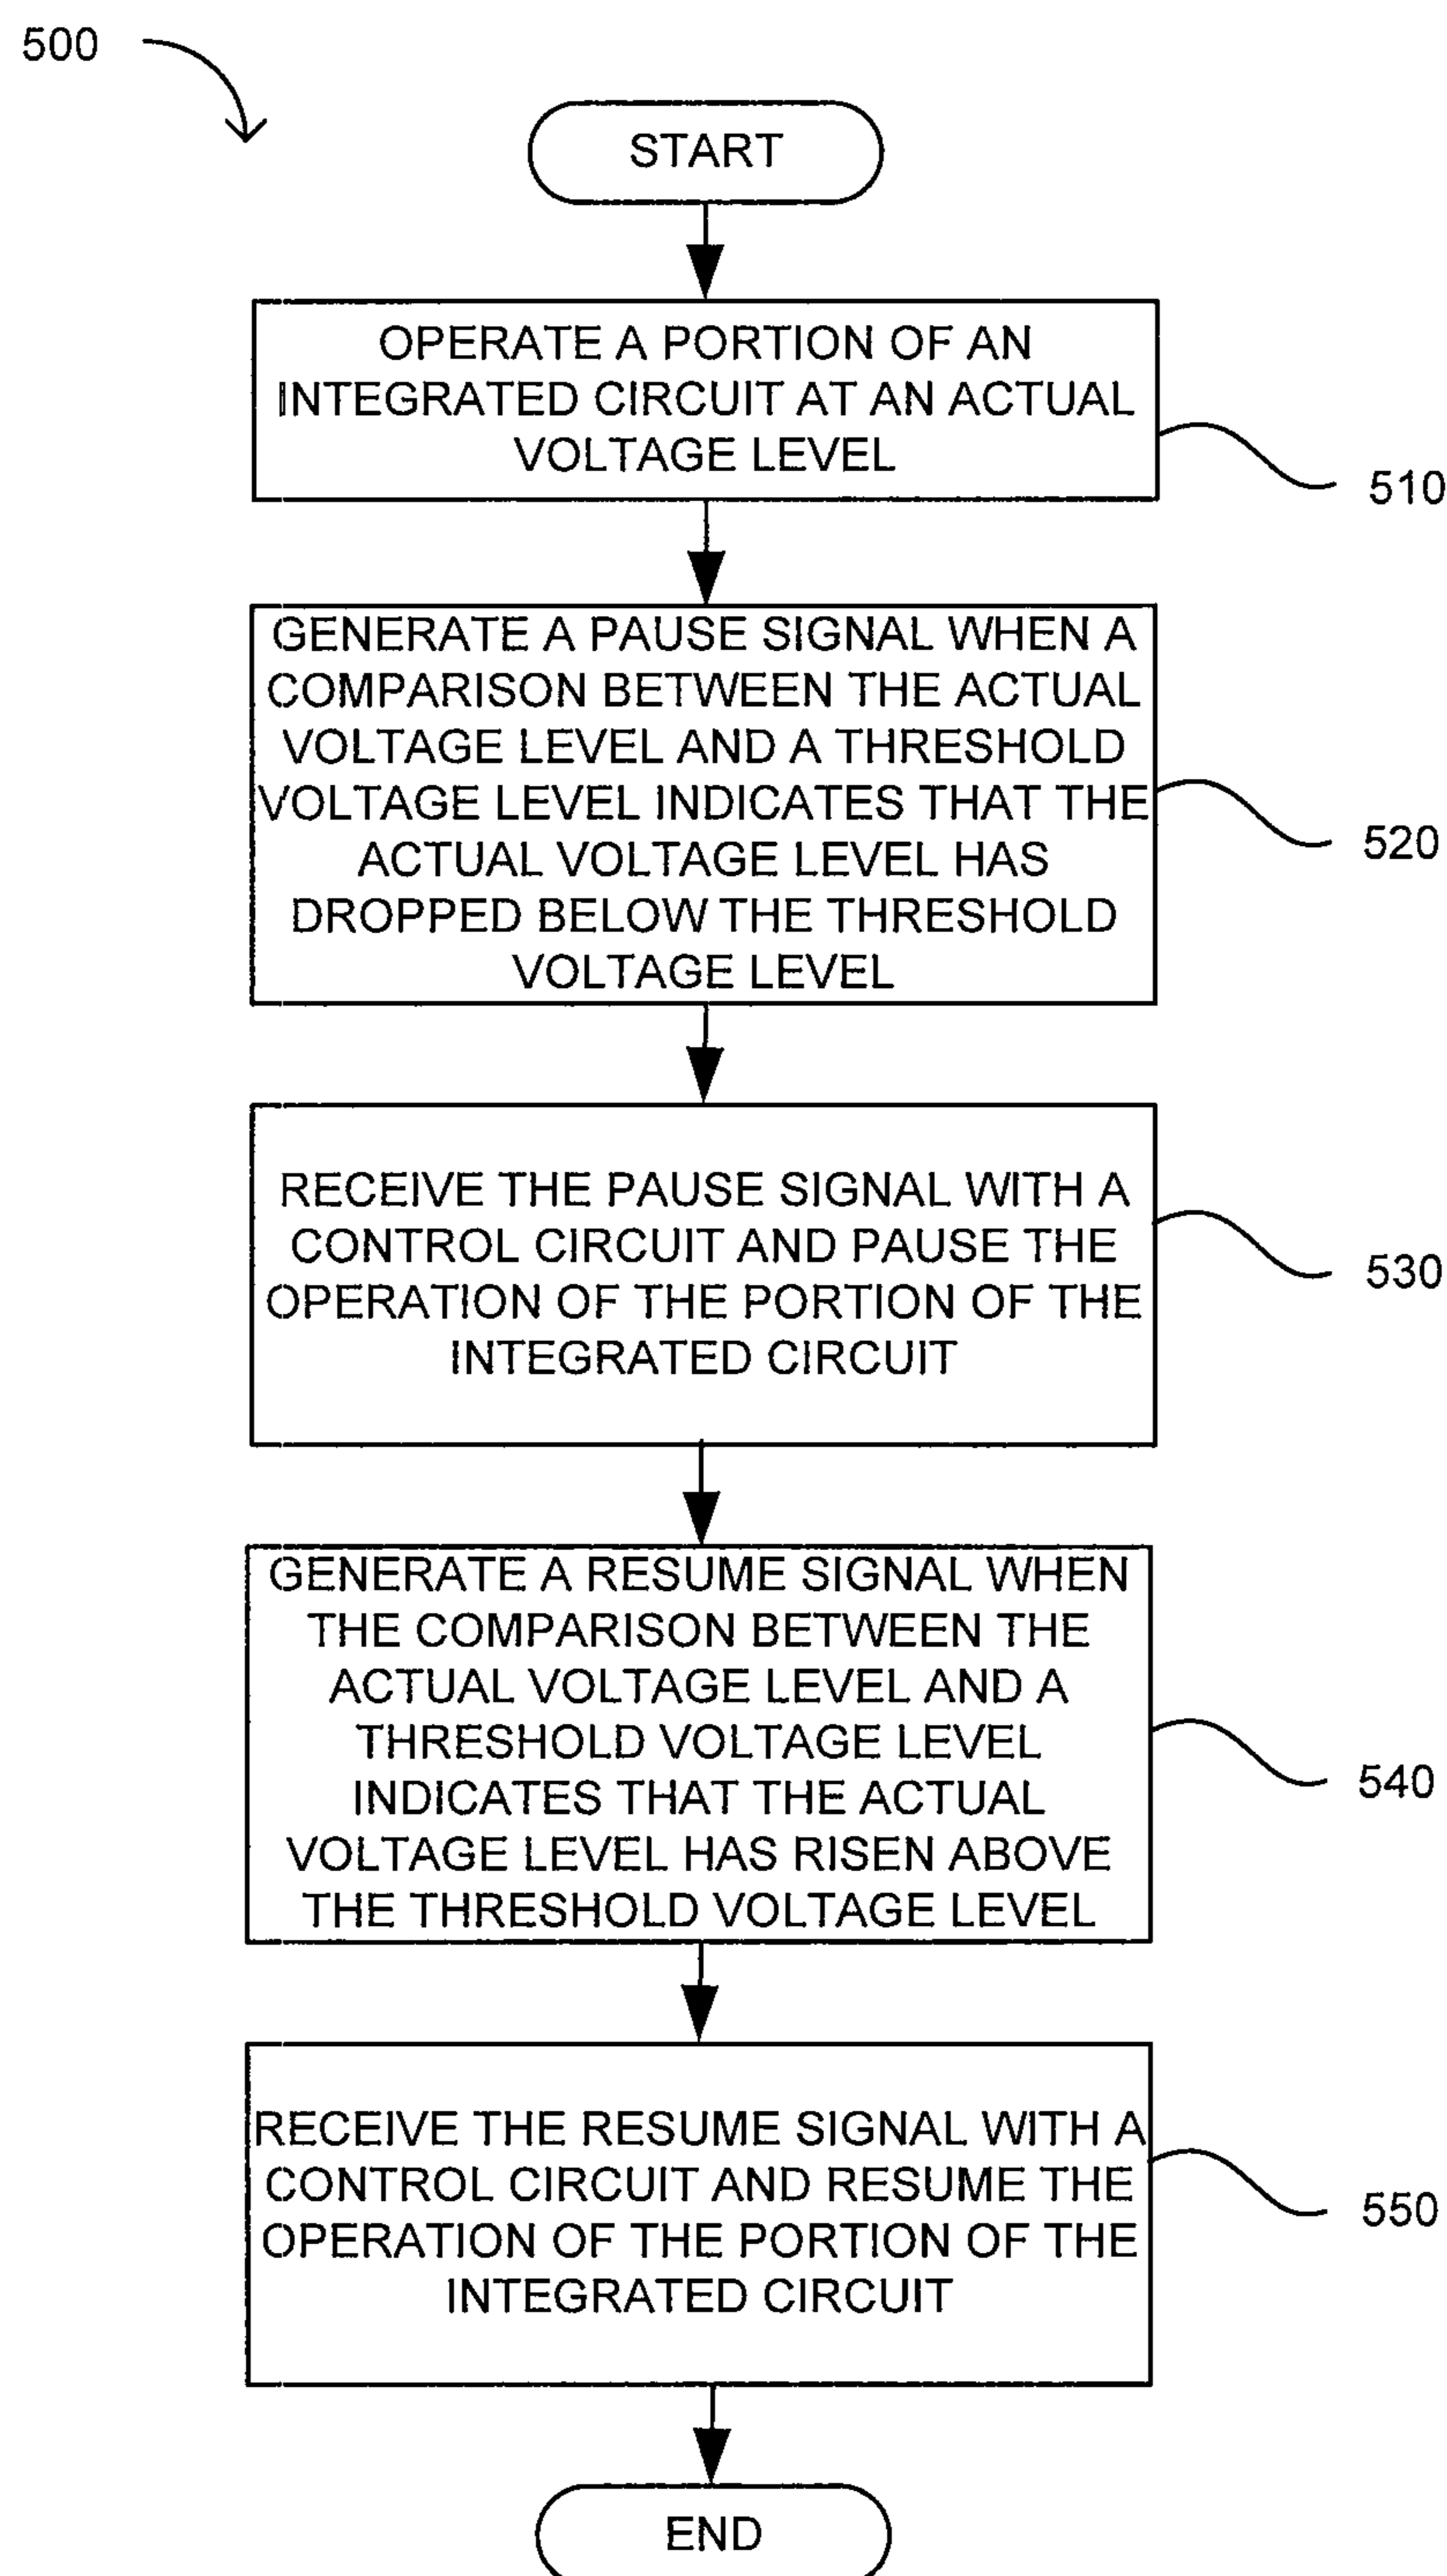 500
START
OPERATE A PORTION OF AN
INTEGRATED CIRCUIT AT AN ACTUAL
VOLTAGE LEVEL
510
GENERATE A PAUSE SIGNAL WHEN A
COMPARISON BETWEEN THE ACTUAL
VOLTAGE LEVEL AND A THRESHOLD
VOLTAGE LEVEL INDICATES THAT THE
ACTUAL VOLTAGE LEVEL HAS
DROPPED BELOW THE THRESHOLD
VOLTAGE LEVEL
520
RECEIVE THE PAUSE SIGNAL WITH A
CONTROL CIRCUIT AND PAUSE THE
OPERATION OF THE PORTION OF THE
INTEGRATED CIRCUIT
530
GENERATE A RESUME SIGNAL WHEN
THE COMPARISON BETWEEN THE
ACTUAL VOLTAGE LEVEL AND A
THRESHOLD VOLTAGE LEVEL
INDICATES THAT THE ACTUAL
VOLTAGE LEVEL HAS RISEN ABOVE
THE THRESHOLD VOLTAGE LEVEL
540
RECEIVE THE RESUME SIGNAL WITH A
CONTROL CIRCUIT AND RESUME THE
OPERATION OF THE PORTION OF THE
INTEGRATED CIRCUIT
550
END